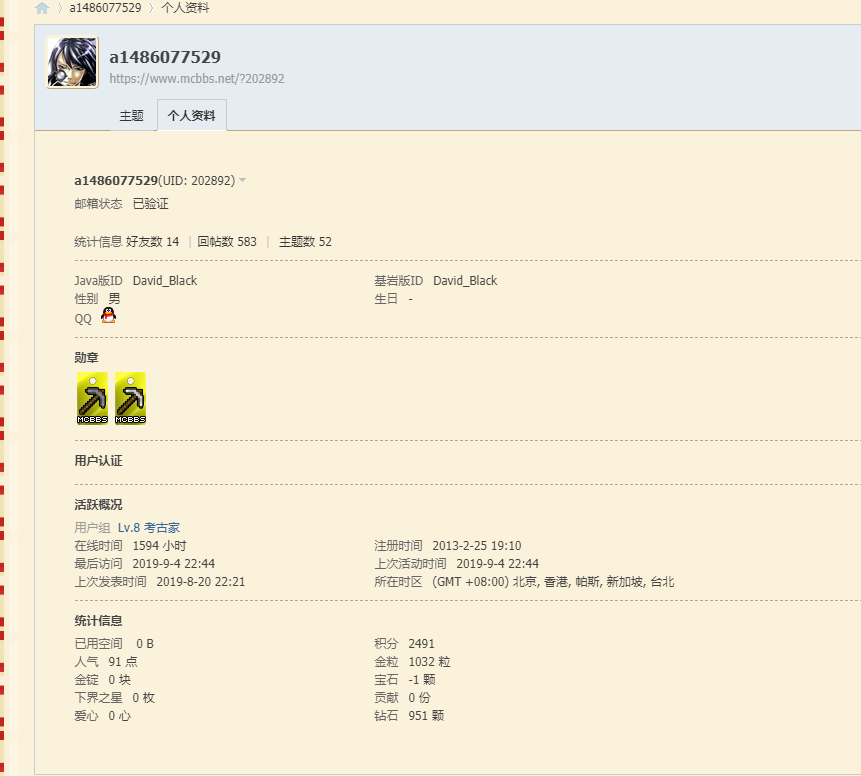 a1486077529 〉 个人资料
a1486077529
https://www.mcbbs.net/?202892
主题 个人资料
a1486077529(UID: 202892)
邮箱状态 已验证
统计信息 好友数 14 | 回帖数 583 | 主题数 52
Java版ID David_Black 基岩版ID David_Black
性别 男 生日 -
QQ
勋章
MCBBS MCBBS
用户认证
活跃概况
用户组 Lv.8 考古家
在线时间 1594 小时 注册时间 2013-2-25 19:10
最后访问 2019-9-4 22:44 上次活动时间 2019-9-4 22:44
上次发表时间 2019-8-20 22:21 所在时区 (GMT +08:00) 北京, 香港, 帕斯, 新加坡, 台北
统计信息
已用空间 0 B 积分 2491
人气 91 点 金粒 1032 粒
金锭 0 块 宝石 -1 颗
下界之星 0 枚 贡献 0 份
爱心 0 心 钻石 951 颗